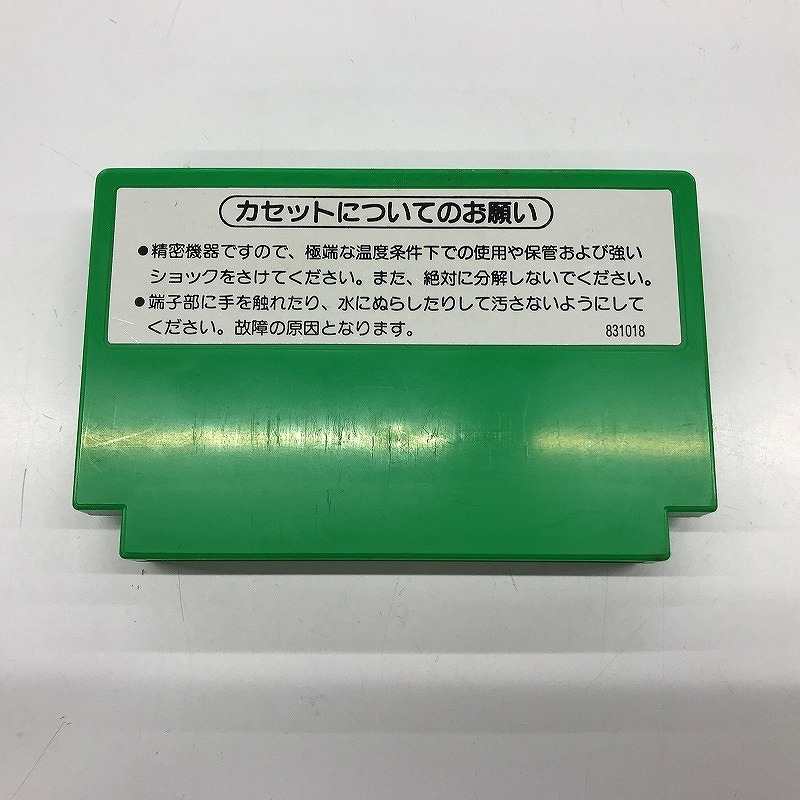 カセットについてのお願い
●精密機器ですので、極端な温度条件下での使用や保管および強い
ショックをさけてください。また、絶対に分解しないでください。
●端子部に手を触れたり、水にぬらしたりして汚さないようにして
ください。故障の原因となります。 831018